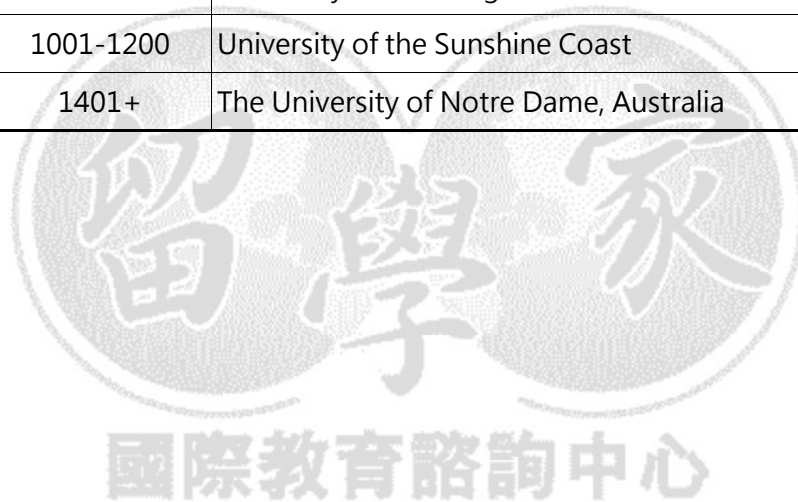 1001-1200 University of the Sunshine Coast
1401+ The University of Notre Dame, Australia
留學家
國際教育諮詢中心